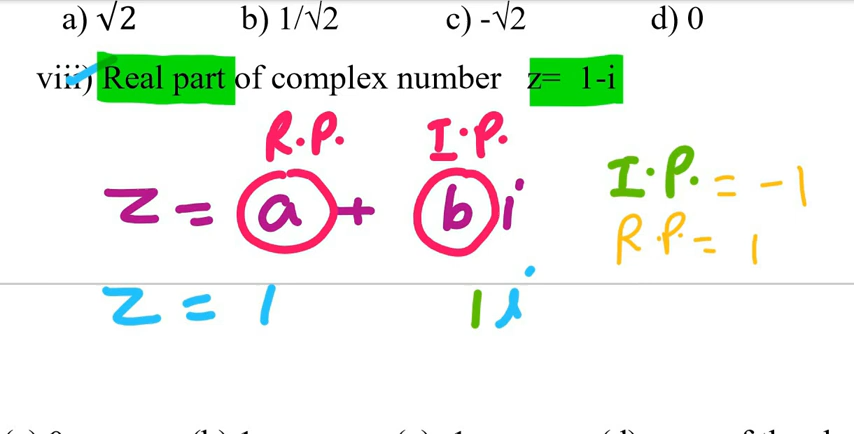 a) √2 b) 1/√2 c) -√2 d) 0
viii) Real part of complex number z= 1-i
R.P. I.P.
z = a + bi I.P. = -1
R.P. = 1
z = 1 1i